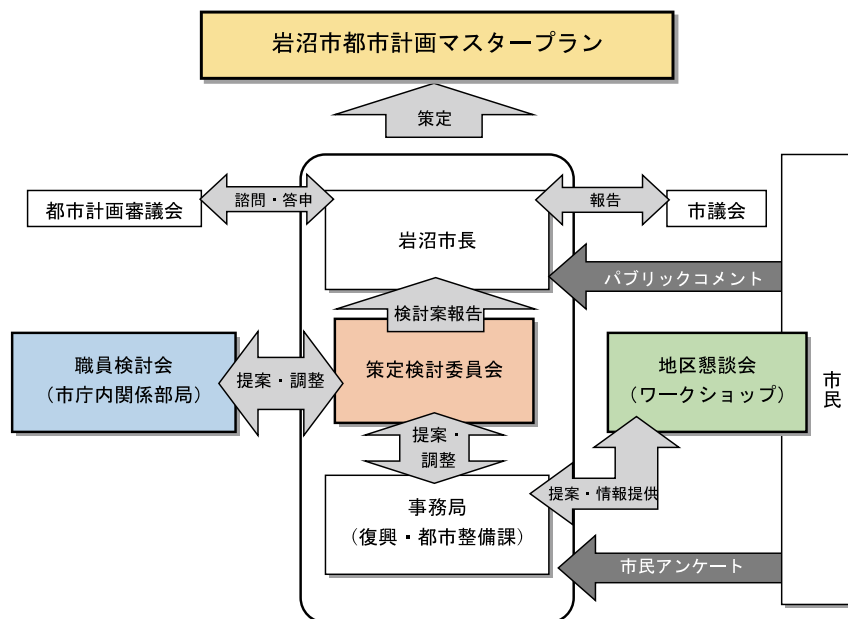 岩沼市都市計画マスタープラン
策定
都市計画審議会
諮問・答申
報告
市議会
岩沼市長
パブリックコメント
検討案報告
職員検討会
(市庁内関係部局)
提案・調整
策定検討委員会
地区懇談会
(ワークショップ)
市民
提案・
調整
事務局
(復興・都市整備課)
提案・情報提供
市民アンケート